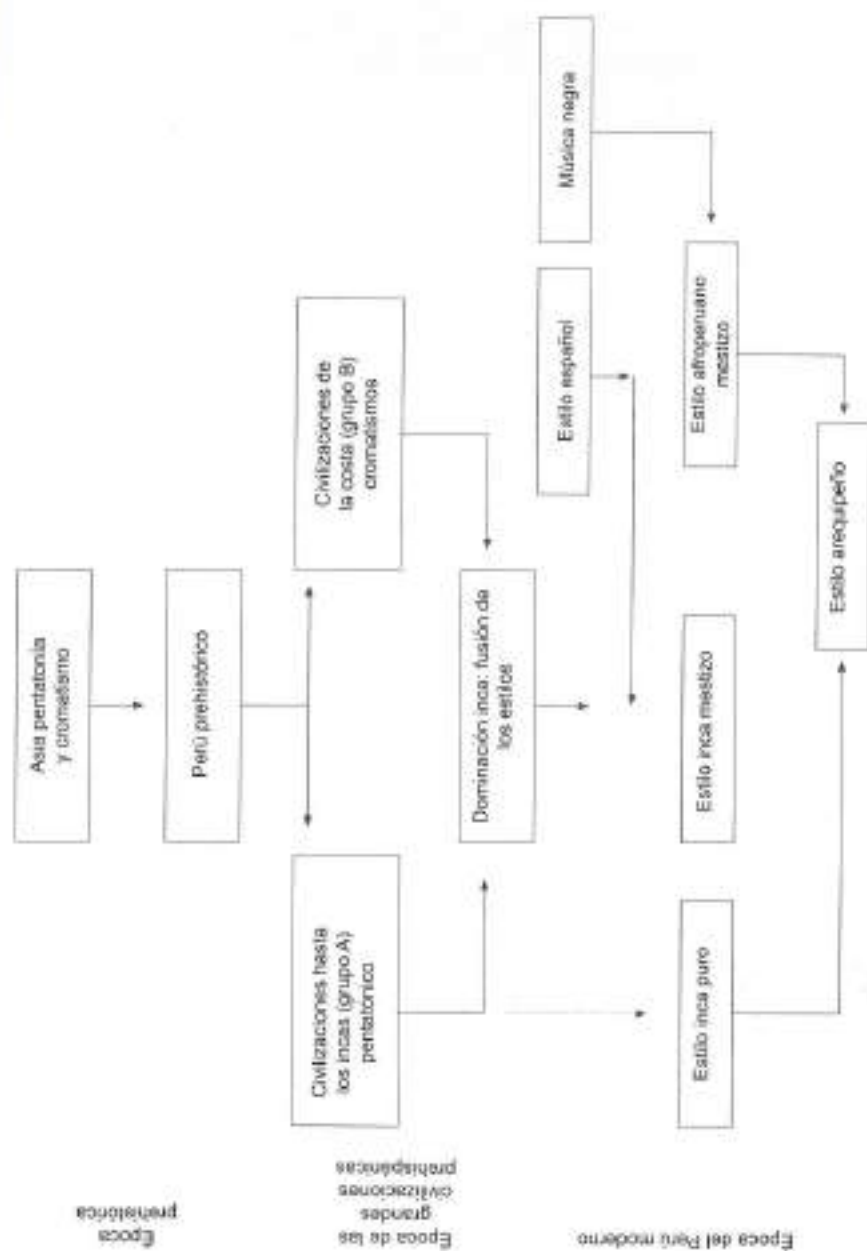 Época
prehistórica
Asia pentatonía
y cromatismo
Perú prehistórico
Época de las
grandes
civilizaciones
prehispánicas
Civilizaciones hasta
los incas (grupo A)
pentatónico
Civilizaciones de
la costa (grupo B)
cromatismos
Dominación inca: fusión de
los estilos
Época del Perú moderno
Estilo español
Música negra
Estilo inca puro
Estilo inca mestizo
Estilo afroperuano
mestizo
Estilo arequipeño